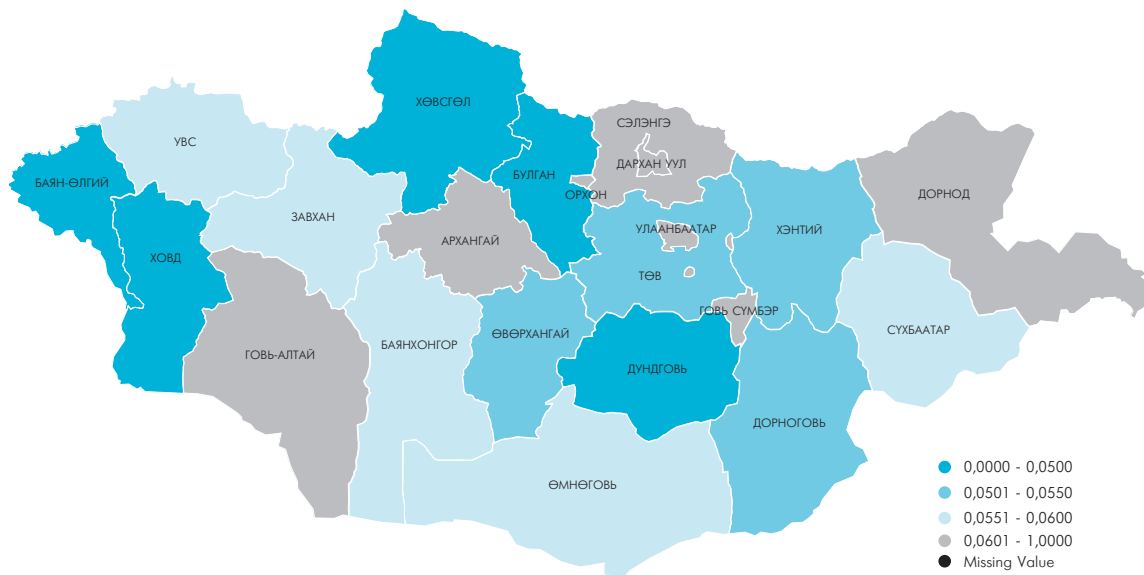 ХӨВСГӨЛ
СЭЛЭНГЭ
УВС
ДАРХАН УУЛ
БАЯН-ӨЛГИЙ
БУЛГАН
ОРХОН
ДОРНОД
ЗАВХАН
УЛААНБААТАР
ХЭНТИЙ
АРХАНГАЙ
ХОВД
ТӨВ
ГОВЬ СҮМБЭР
СҮХБААТАР
ӨВӨРХАНГАЙ
БАЯНХОНГОР
ГОВЬ-АЛТАЙ
ДУНДГОВЬ
ДОРНОГОВЬ
ӨМНӨГОВЬ
0,0000 - 0,0500
0,0501 - 0,0550
0,0551 - 0,0600
0,0601 - 1,0000
Missing Value